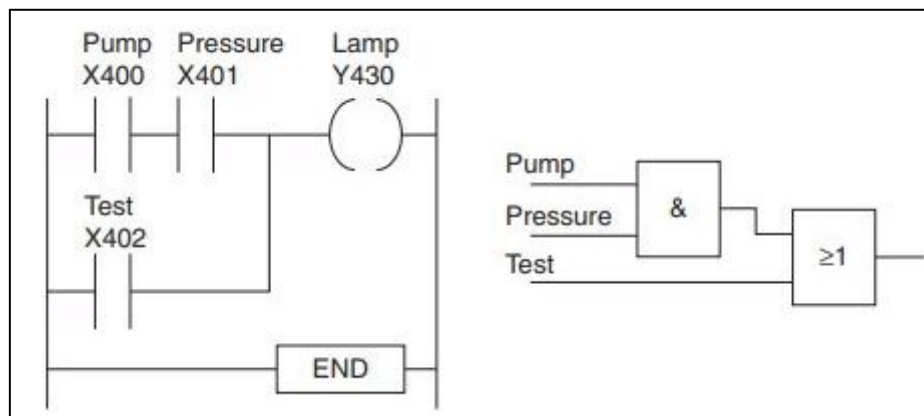 Pump Pressure Lamp
X400 X401 Y430
Test
X402
END
Pump
Pressure
Test
&
≥1